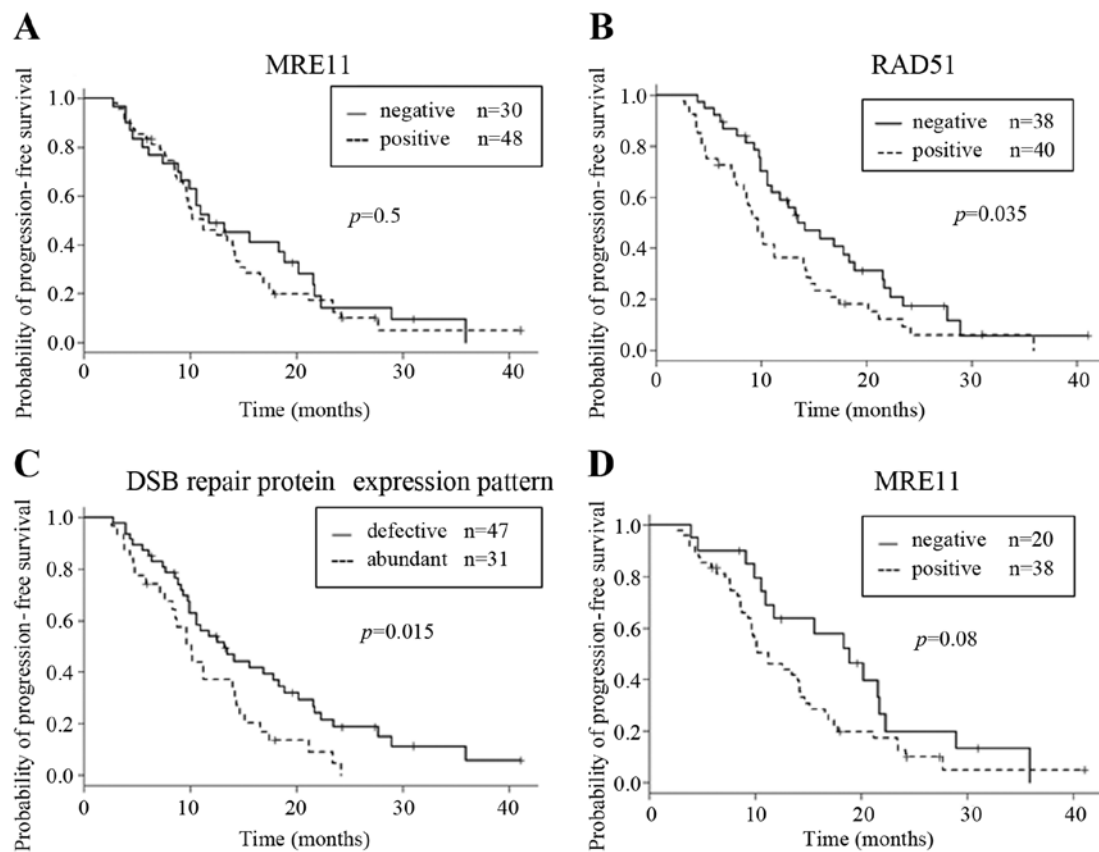 A
MRE11
Probability of progression-free survival
1.0
0.8
0.6
0.4
0.2
0.0
negative n=30
positive n=48
p=0.5
0 10 20 30 40
Time (months)
B
RAD51
Probability of progression-free survival
1.0
0.8
0.6
0.4
0.2
0.0
negative n=38
positive n=40
p=0.035
0 10 20 30 40
Time (months)
C
DSB repair protein expression pattern
Probability of progression-free survival
1.0
0.8
0.6
0.4
0.2
0.0
defective n=47
abundant n=31
p=0.015
0 10 20 30 40
Time (months)
D
MRE11
Probability of progression-free survival
1.0
0.8
0.6
0.4
0.2
0.0
negative n=20
positive n=38
p=0.08
0 10 20 30 40
Time (months)